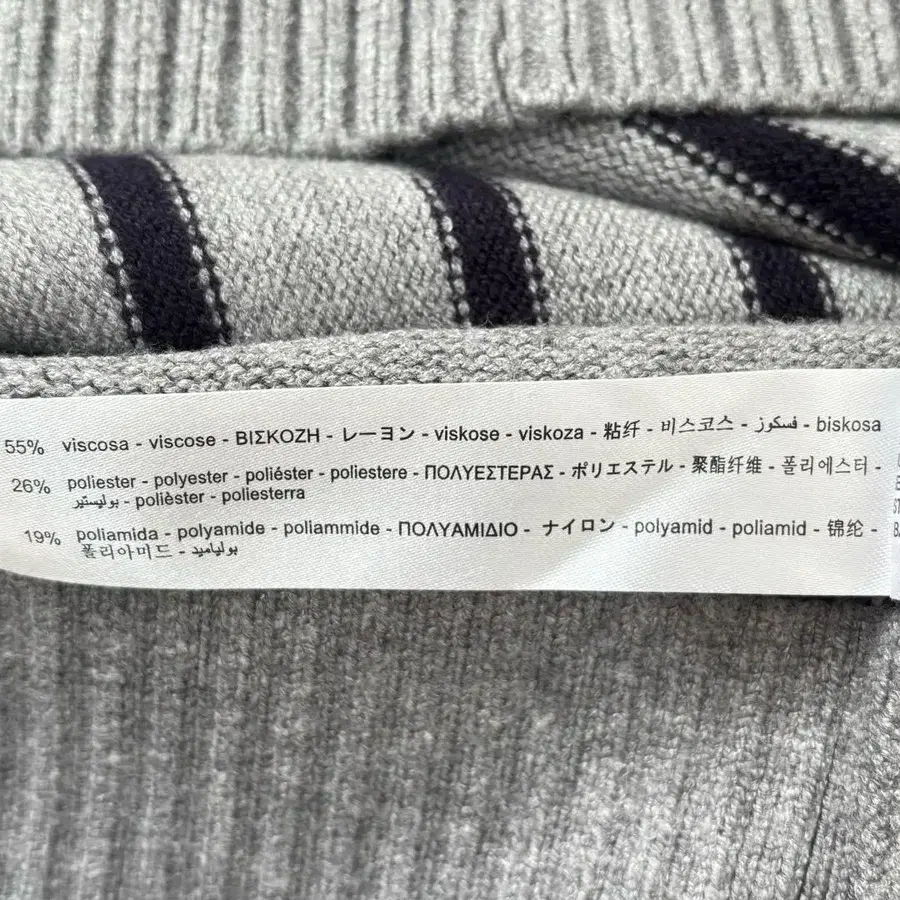 55% viscosa - viscose - ΒΙΣΚΟΖΗ - レーヨン - viskose - viskoza - 粘纤 - 비스코스 - فسكوز - biskosa
26% poliester - polyester - poliéster - poliestere - ΠΟΛΥΕΣΤΕΡΑΣ - ポリエステル - 聚酯纤维 - 폴리에스터 -
بوليستير - polièster - poliesterra
19% poliamida - polyamide - poliammide - ΠΟΛΥΑΜΙΔΙΟ - ナイロン - polyamid - poliamid - 锦纶 -
폴리아미드 - بولياميد